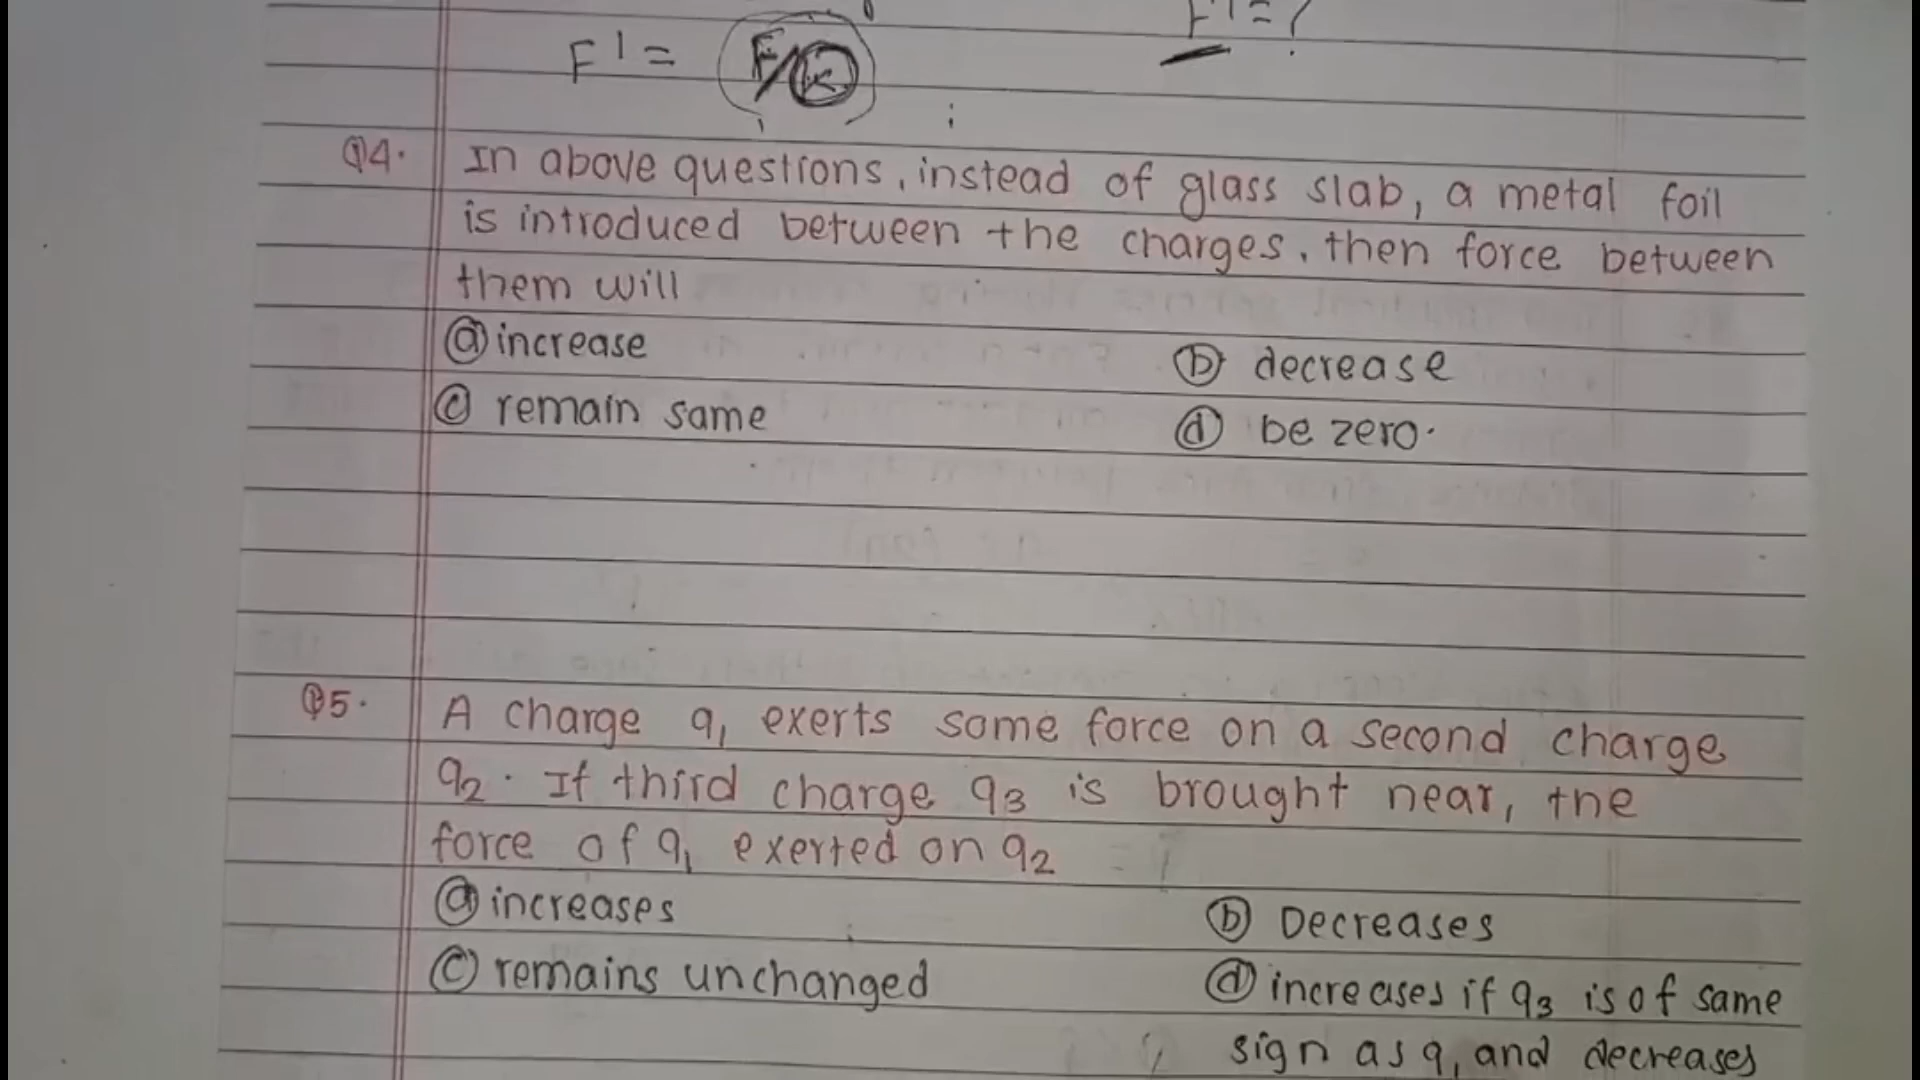 F' = ?
F' = F/K
Q4. In above questions, instead of glass slab, a metal foil
is introduced between the charges, then force between
them will
ⓐ increase ⓑ decrease
ⓒ remain same ⓓ be zero.
Q5. A charge q₁ exerts some force on a second charge
q₂. If third charge q₃ is brought near, the
force of q₁ exerted on q₂
ⓐ increases ⓑ Decreases
ⓒ remains unchanged ⓓ increases if q₃ is of same
sign as q₁ and decreases